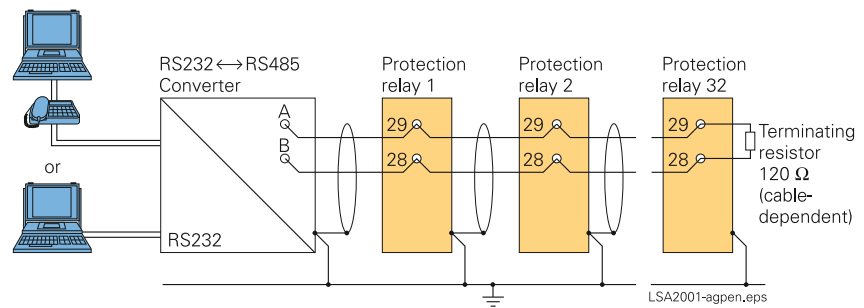 RS232 ↔ RS485
Converter
Protection
relay 1
Protection
relay 2
Protection
relay 32
A
B
29
28
29
28
29
28
Terminating
resistor
120 Ω
(cable-
dependent)
or
RS232
LSA2001-agpen.eps